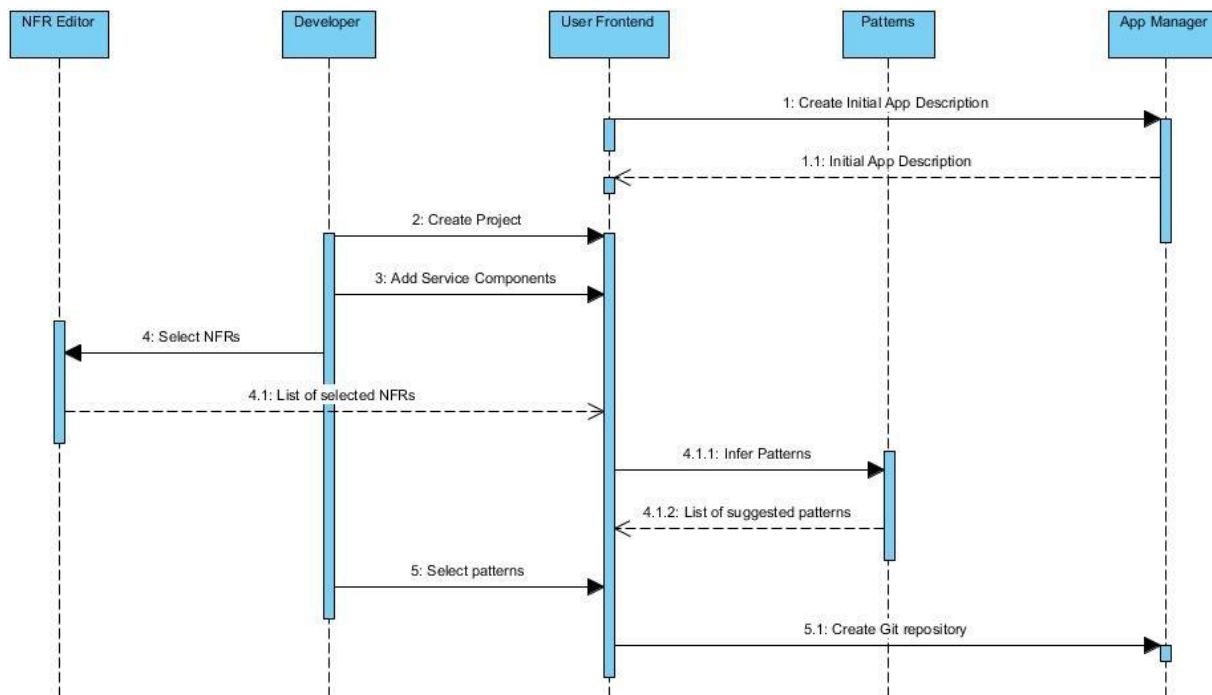 NFR Editor
Developer
User Frontend
Patterns
App Manager
1: Create Initial App Description
1.1: Initial App Description
2: Create Project
3: Add Service Components
4: Select NFRs
4.1: List of selected NFRs
4.1.1: Infer Patterns
4.1.2: List of suggested patterns
5: Select patterns
5.1: Create Git repository